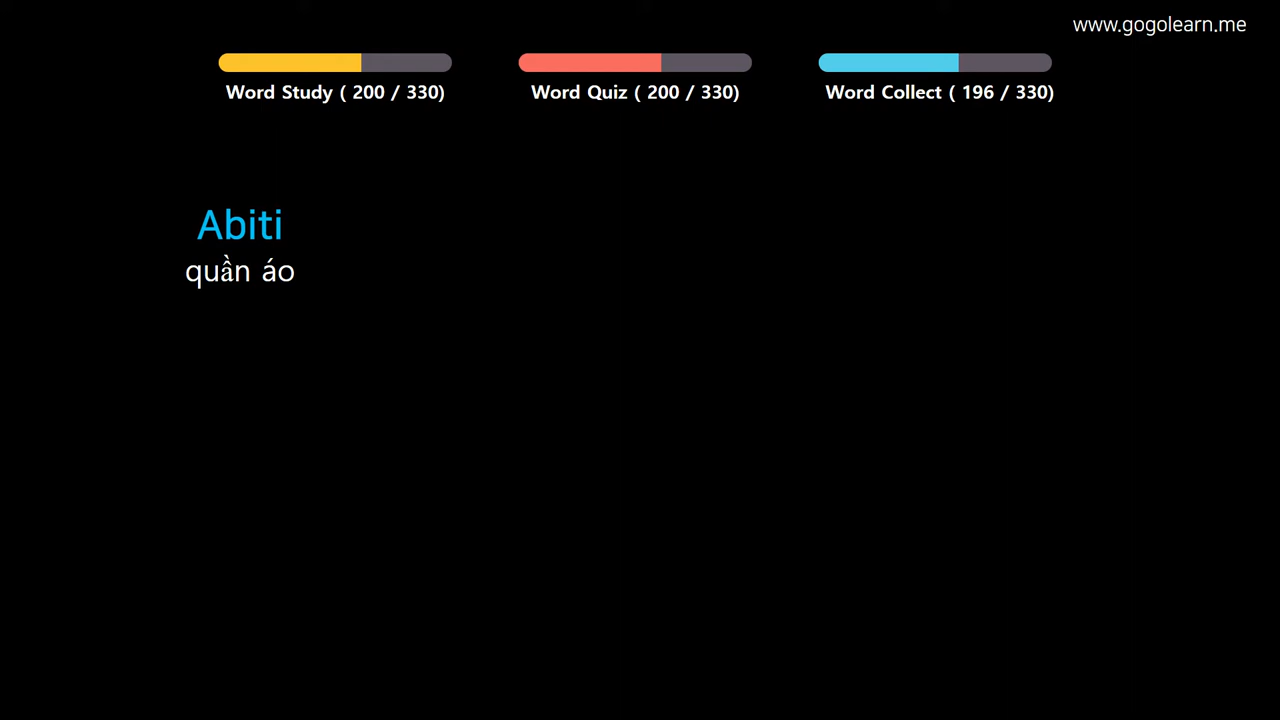 www.gogolearn.me
Word Study ( 200 / 330)
Word Quiz ( 200 / 330)
Word Collect ( 196 / 330)
Abiti
quần áo